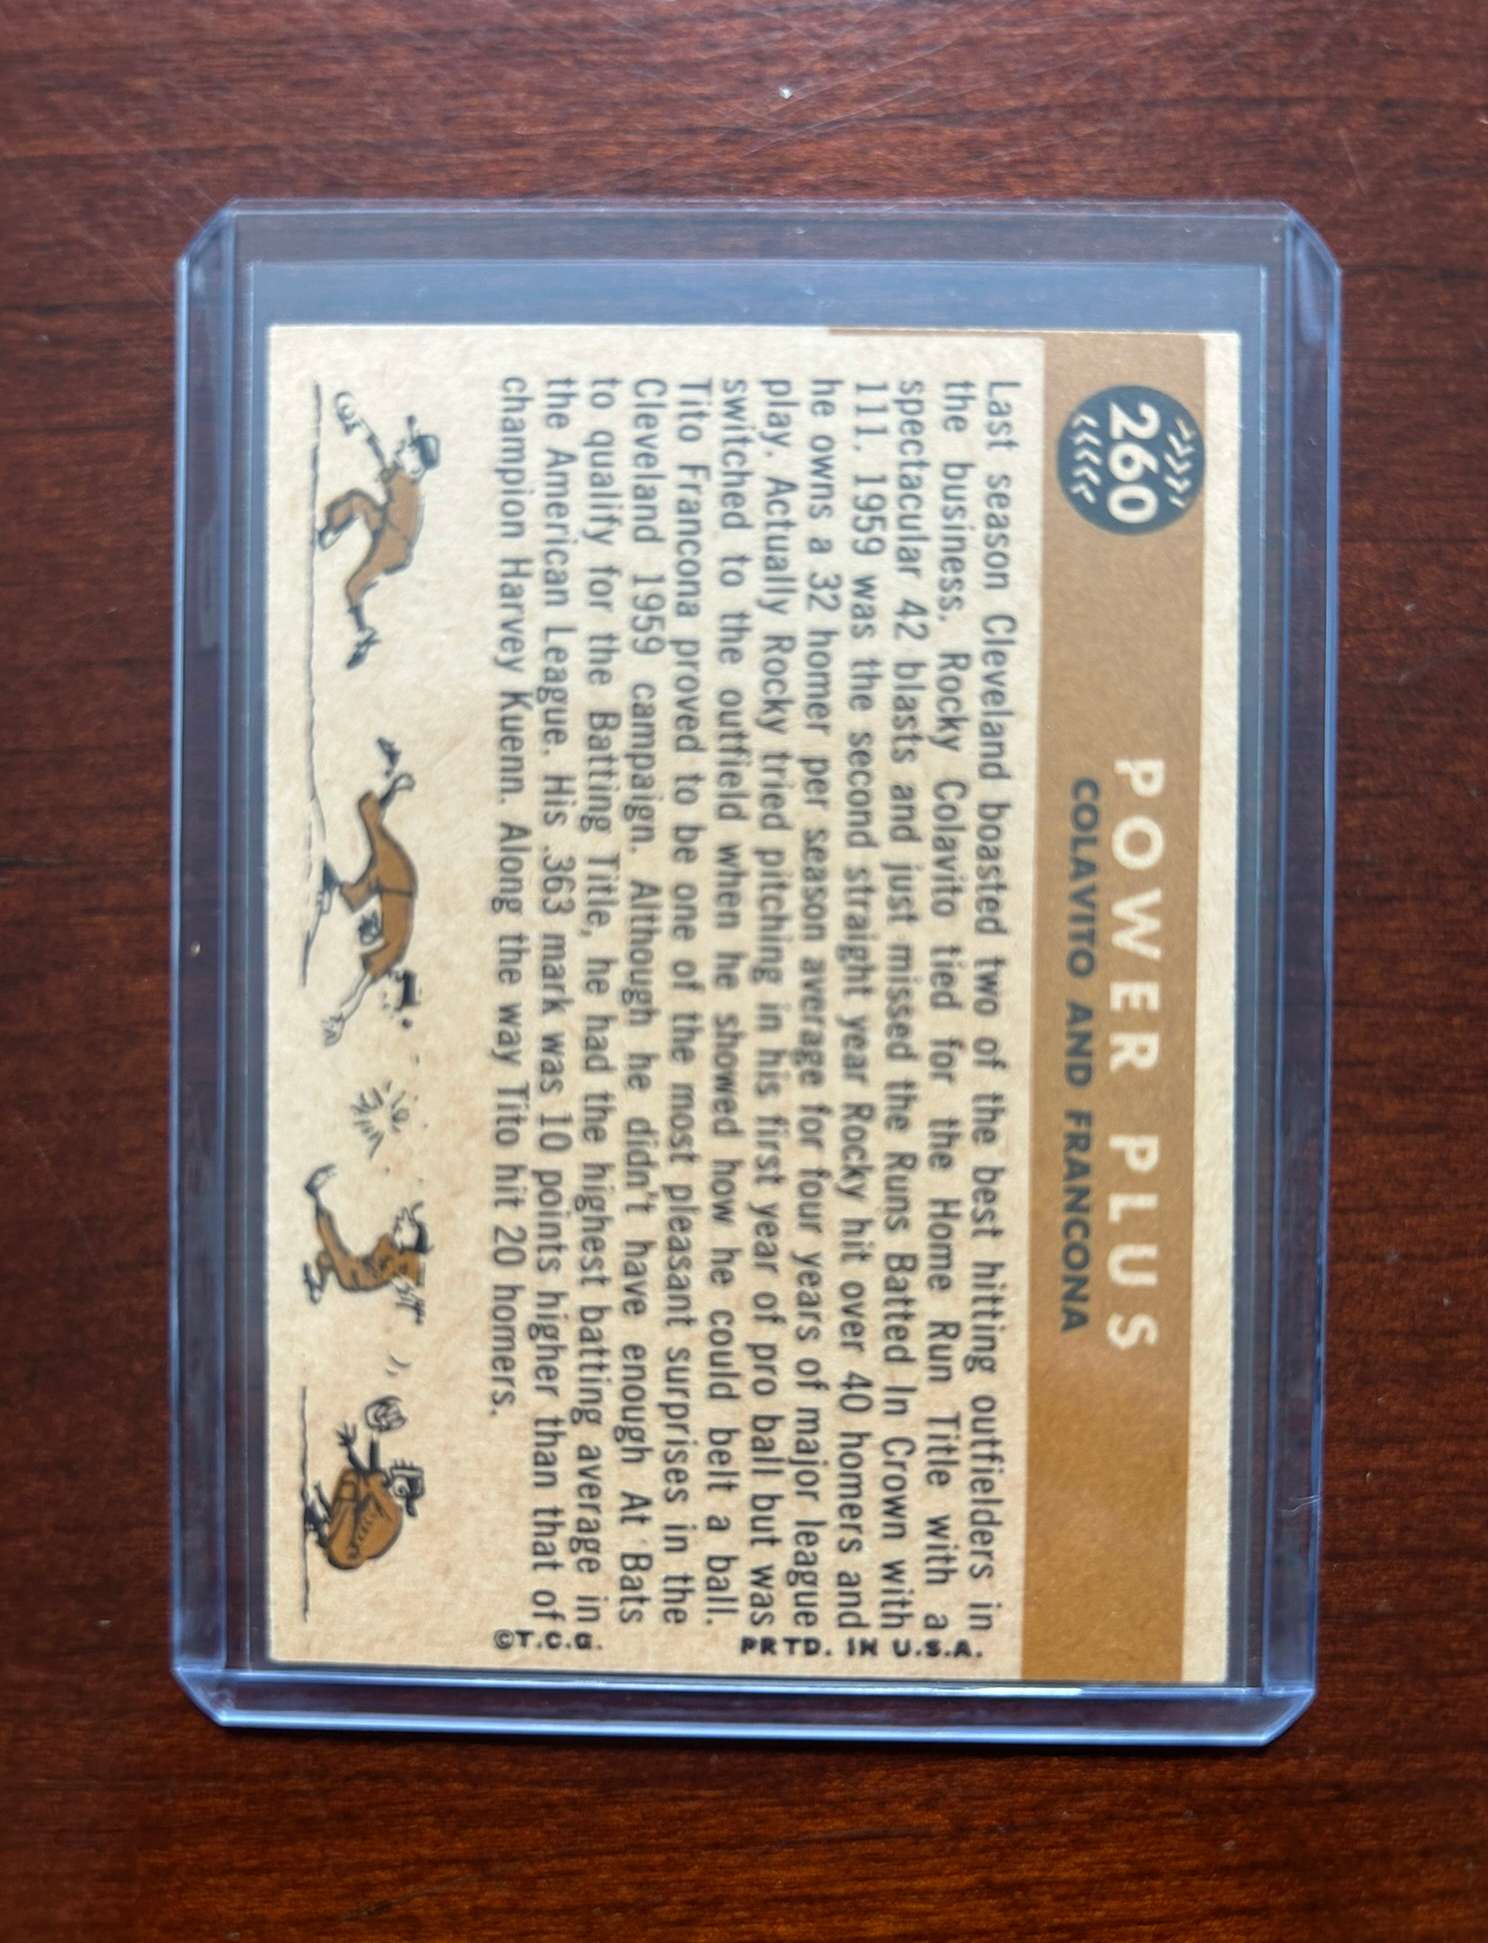 260
POWER PLUS
COLAVITO AND FRANCONA
Last season Cleveland boasted two of the best hitting outfielders in
the business. Rocky Colavito tied for the Home Run Title with a
spectacular 42 blasts and just missed the Runs Batted In Crown with
111. 1959 was the second straight year Rocky hit over 40 homers and
he owns a 32 homer per season average for four years of major league
play. Actually Rocky tried pitching in his first year of pro ball but was
switched to the outfield when he showed how he could belt a ball.
Tito Francona proved to be one of the most pleasant surprises in the
Cleveland 1959 campaign. Although he didn't have enough At Bats
to qualify for the Batting Title, he had the highest batting average in
the American League. His .363 mark was 10 points higher than that of
champion Harvey Kuenn. Along the way Tito hit 20 homers.
PRTD. IN U.S.A.
©T.C.G.